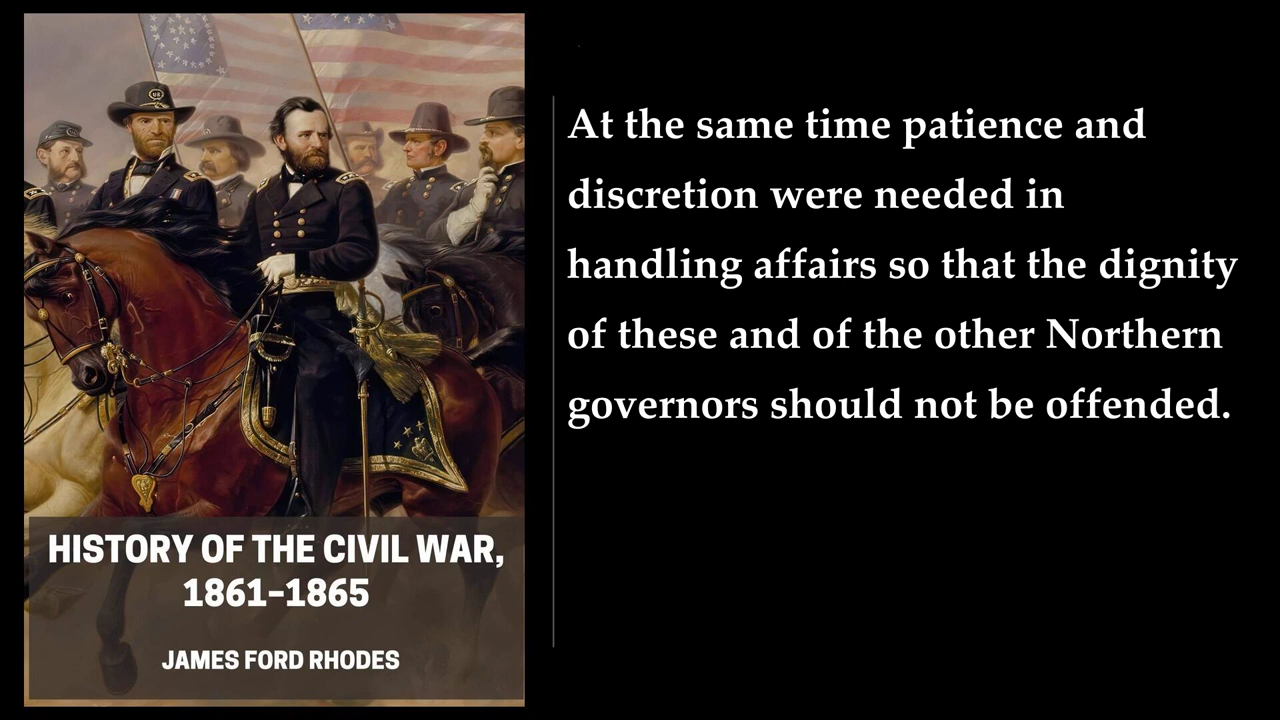 At the same time patience and
discretion were needed in
handling affairs so that the dignity
of these and of the other Northern
governors should not be offended.
HISTORY OF THE CIVIL WAR,
1861–1865
JAMES FORD RHODES